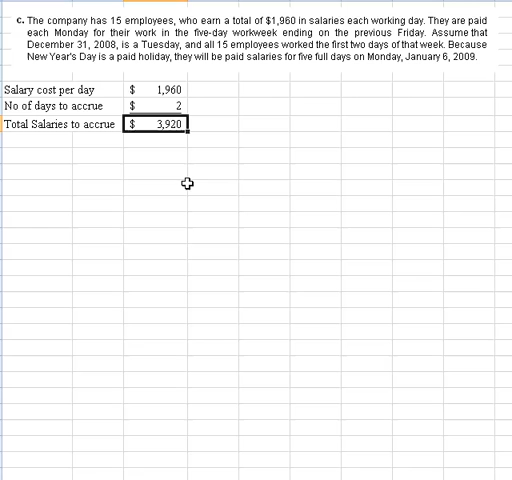 c. The company has 15 employees, who earn a total of $1,960 in salaries each working day. They are paid
each Monday for their work in the five-day workweek ending on the previous Friday. Assume that
December 31, 2008, is a Tuesday, and all 15 employees worked the first two days of that week. Because
New Year's Day is a paid holiday, they will be paid salaries for five full days on Monday, January 6, 2009.
Salary cost per day $ 1,960
No of days to accrue $ 2
Total Salaries to accrue $ 3,920